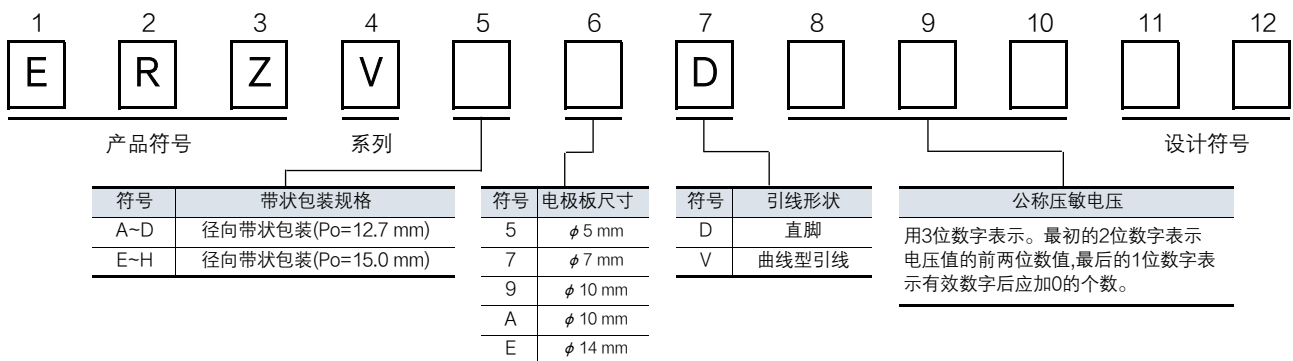 1 2 3 4 5 6 7 8 9 10 11 12
E R Z V D
产品符号 系列 设计符号
符号 带状包装规格
A~D 径向带状包装(Po=12.7 mm)
E~H 径向带状包装(Po=15.0 mm)
符号 电极板尺寸
5 ϕ 5 mm
7 ϕ 7 mm
9 ϕ 10 mm
A ϕ 10 mm
E ϕ 14 mm
符号 引线形状
D 直脚
V 曲线型引线
公称压敏电压
用3位数字表示。最初的2位数字表示
电压值的前两位数值,最后的1位数字表
示有效数字后应加0的个数。